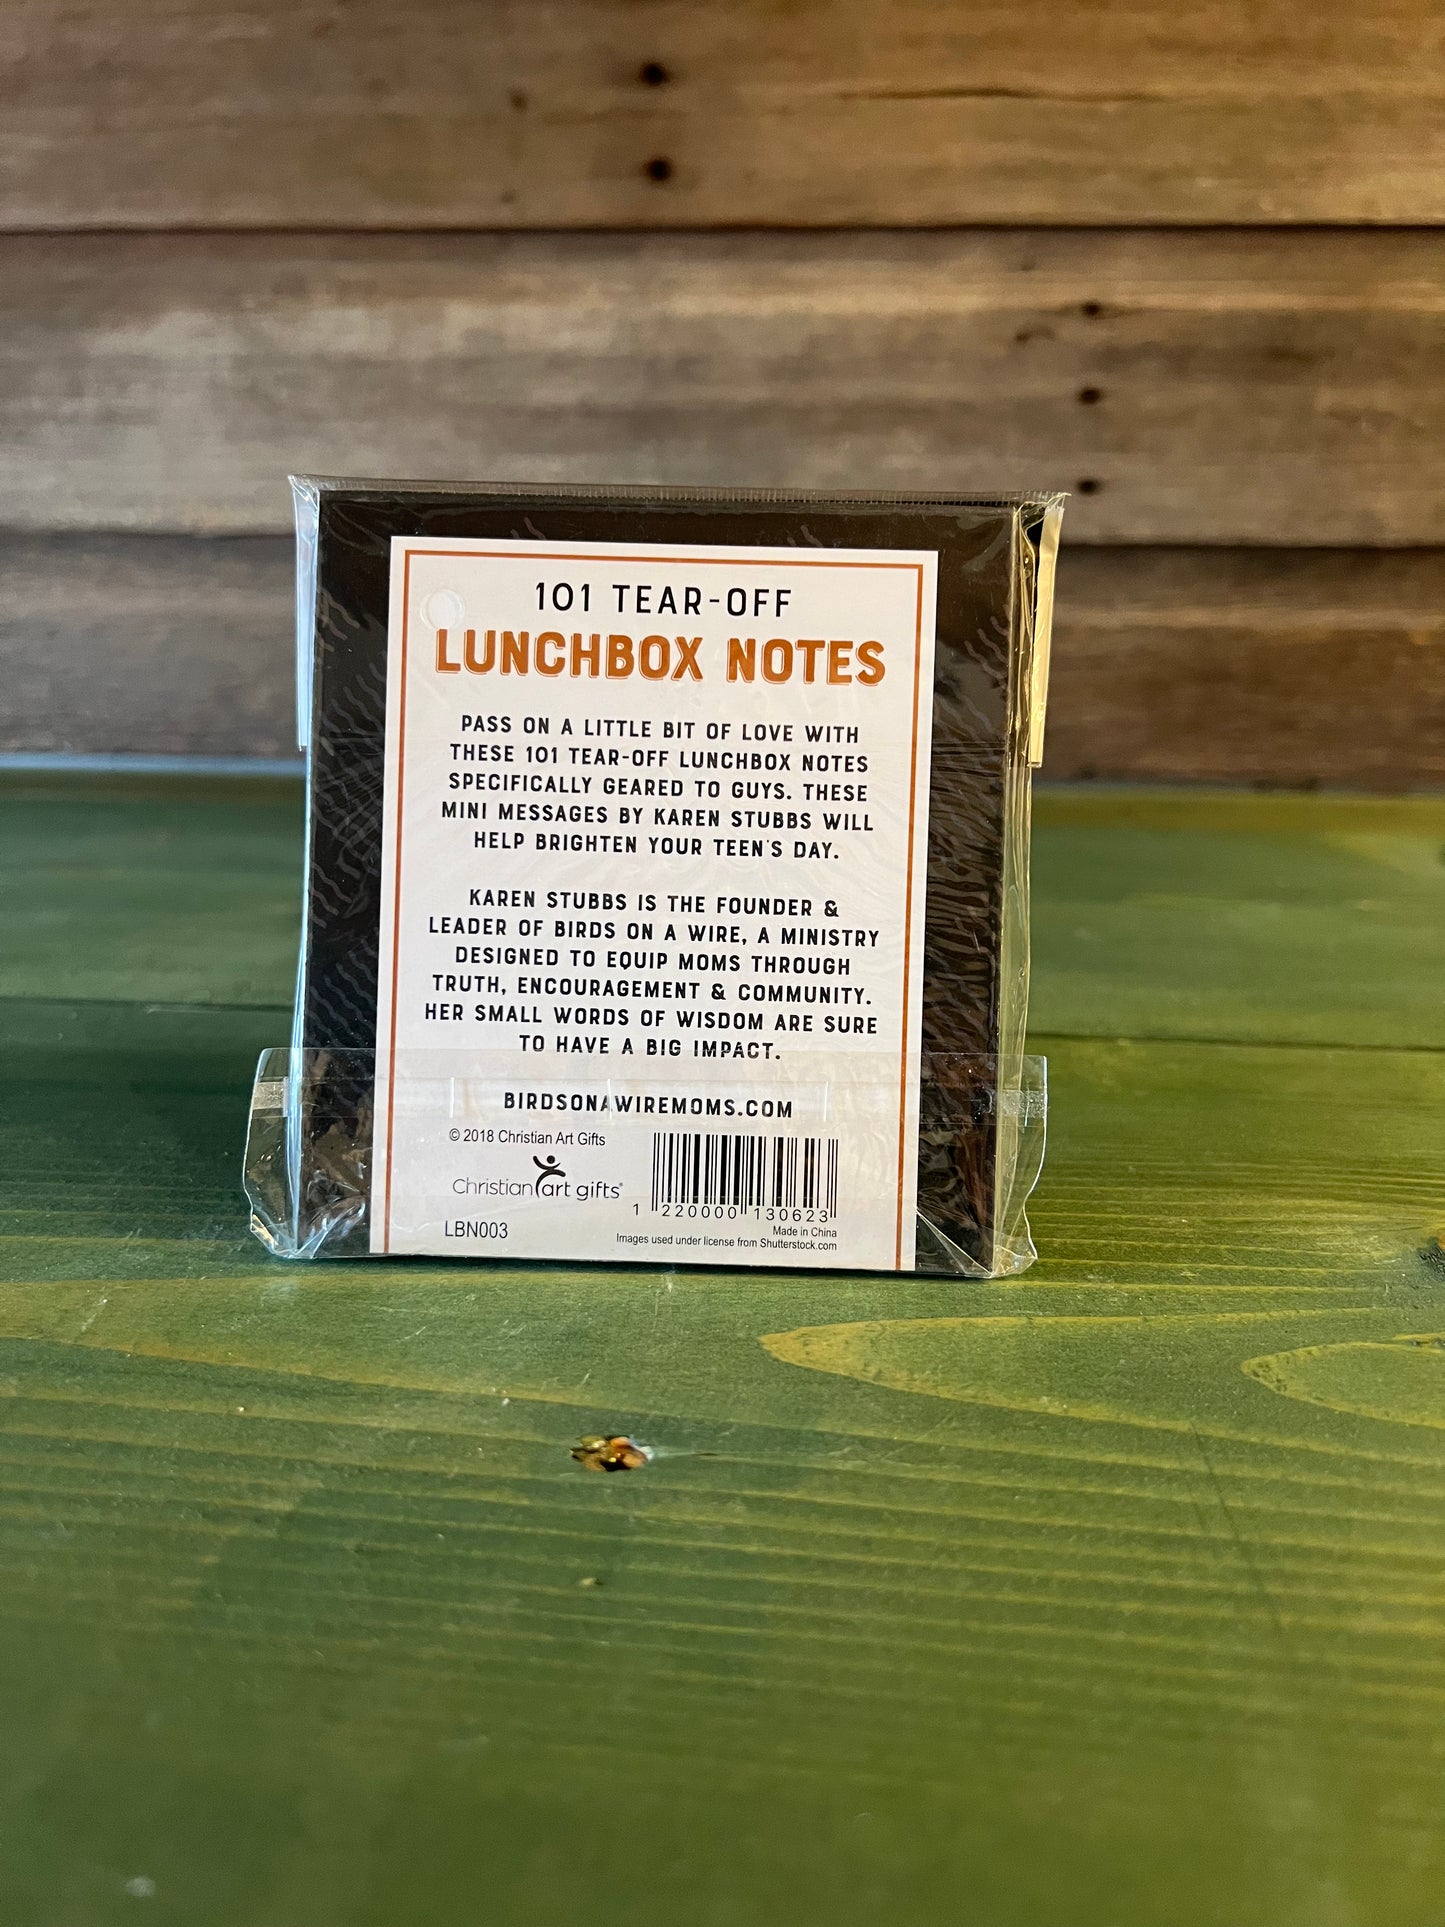 101 TEAR-OFF
LUNCHBOX NOTES
PASS ON A LITTLE BIT OF LOVE WITH
THESE 101 TEAR-OFF LUNCHBOX NOTES
SPECIFICALLY GEARED TO GUYS. THESE
MINI MESSAGES BY KAREN STUBBS WILL
HELP BRIGHTEN YOUR TEEN'S DAY.
KAREN STUBBS IS THE FOUNDER &
LEADER OF BIRDS ON A WIRE, A MINISTRY
DESIGNED TO EQUIP MOMS THROUGH
TRUTH, ENCOURAGEMENT & COMMUNITY.
HER SMALL WORDS OF WISDOM ARE SURE
TO HAVE A BIG IMPACT.
BIRDSONAWIREMOMS.COM
© 2018 Christian Art Gifts
Christian art gifts®
1 220000 130623
LBN003
Made in China
Images used under license from Shutterstock.com